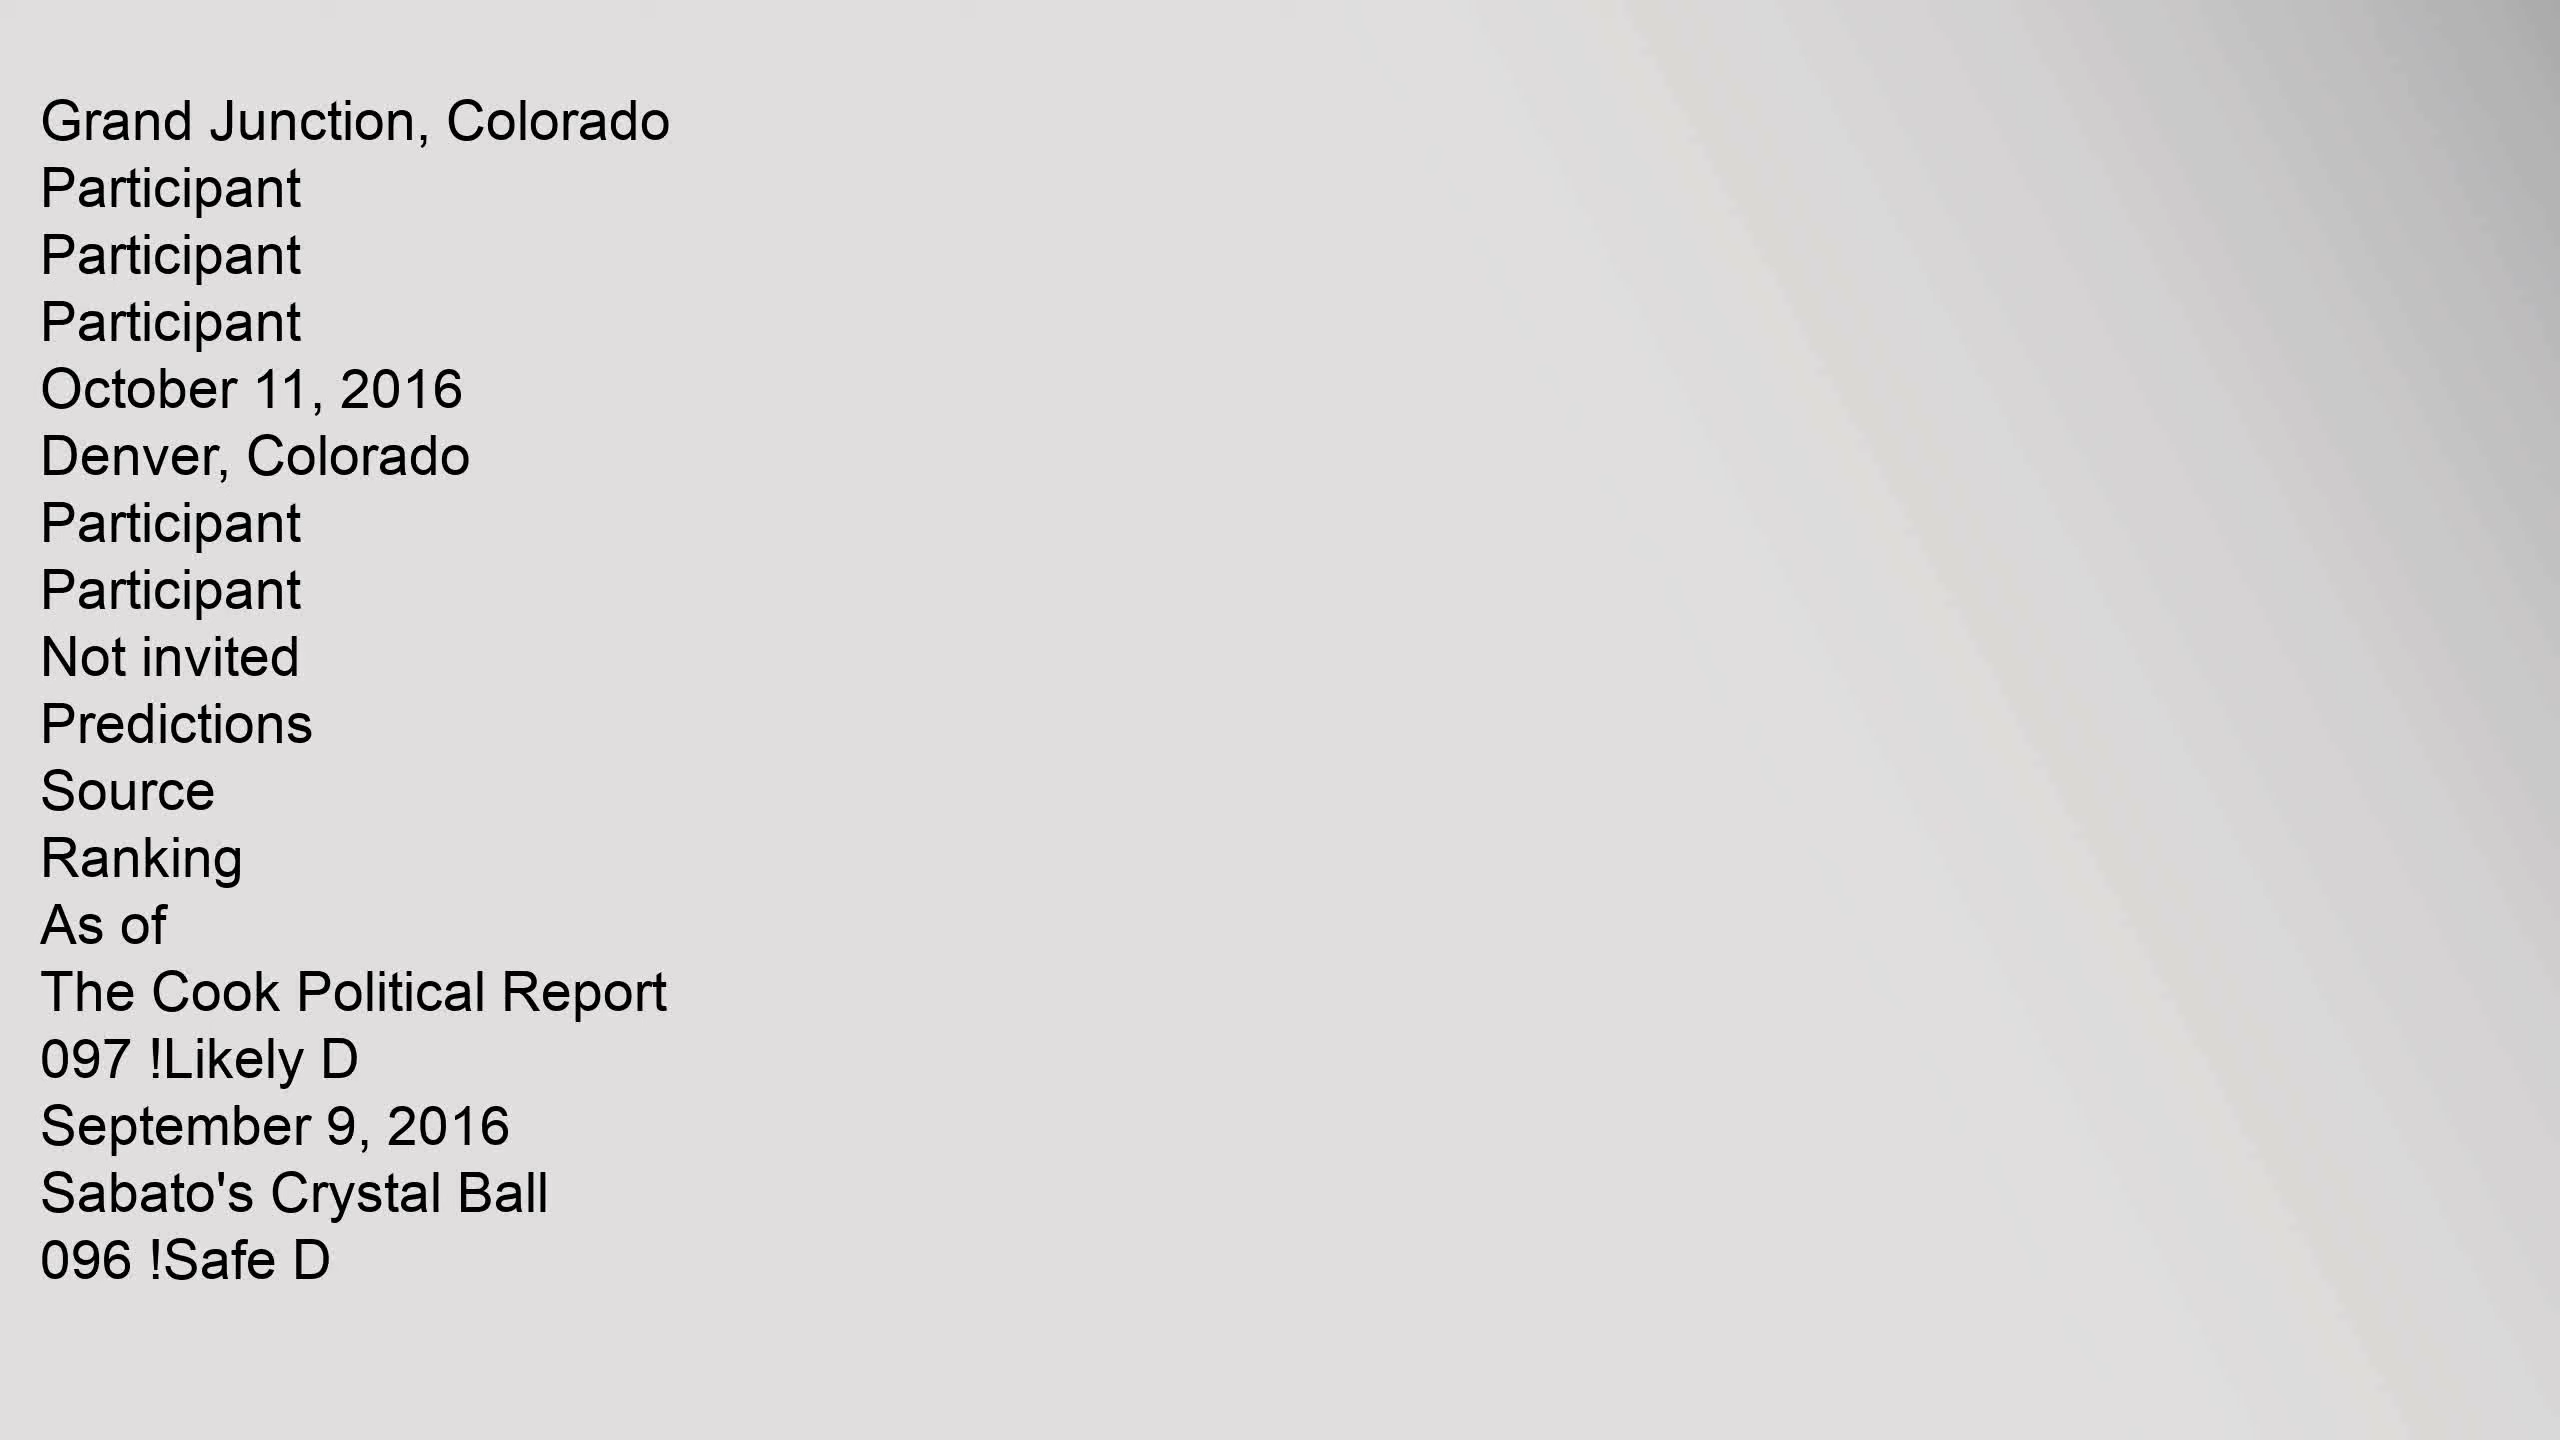 Grand Junction, Colorado
Participant
Participant
Participant
October 11, 2016
Denver, Colorado
Participant
Participant
Not invited
Predictions
Source
Ranking
As of
The Cook Political Report
097 !Likely D
September 9, 2016
Sabato's Crystal Ball
096 !Safe D